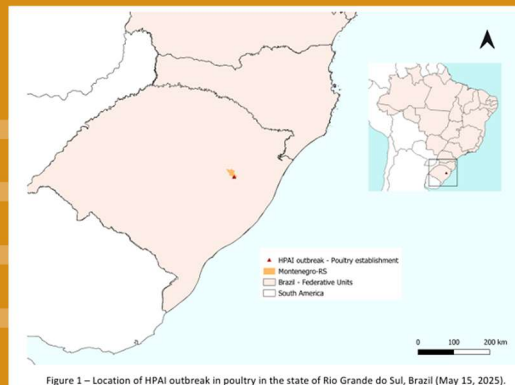 HPAI outbreak - Poultry establishment
Montenegro-RS
Brazil - Federative Units
South America
0 100 200 km
Figure 1 – Location of HPAI outbreak in poultry in the state of Rio Grande do Sul, Brazil (May 15, 2025).